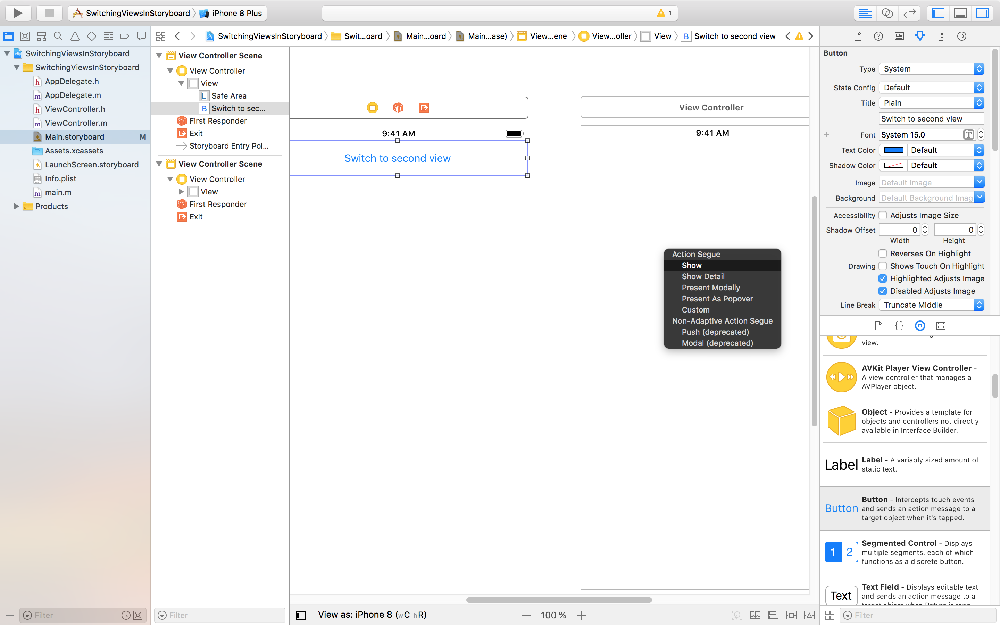 SwitchingViewsInStoryboard
iPhone 8 Plus
1
SwitchingViewsInStoryboard
Swit...oard
Main...oard
Main...ase)
View...ene
View...oller
View
B
Switch to second view
SwitchingViewsInStoryboard
SwitchingViewsInStoryboard
h AppDelegate.h
m AppDelegate.m
h ViewController.h
m ViewController.m
Main.storyboard M
Assets.xcassets
LaunchScreen.storyboard
Info.plist
m main.m
Products
Filter
View Controller Scene
View Controller
View
Safe Area
B Switch to sec...
First Responder
Exit
Storyboard Entry Poi...
View Controller Scene
View Controller
View
First Responder
Exit
Filter
9:41 AM
Switch to second view
View Controller
9:41 AM
Action Segue
Show
Show Detail
Present Modally
Present As Popover
Custom
Non-Adaptive Action Segue
Push (deprecated)
Modal (deprecated)
View as: iPhone 8 (wC hR)
— 100 % +
Button
Type System
State Config Default
Title Plain
Switch to second view
+ Font System 15.0 T
Text Color Default
Shadow Color Default
Image Default Image
Background Default Background Imag
Accessibility Adjusts Image Size
Shadow Offset 0 0
Width Height
Reverses On Highlight
Drawing Shows Touch On Highlight
Highlighted Adjusts Image
Disabled Adjusts Image
Line Break Truncate Middle
{}
view.
AVKit Player View Controller -
A view controller that manages a
AVPlayer object.
Object - Provides a template for
objects and controllers not directly
available in Interface Builder.
Label
Label - A variably sized amount of
static text.
Button
Button - Intercepts touch events
and sends an action message to a
target object when it's tapped.
1 2
Segmented Control - Displays
multiple segments, each of which
functions as a discrete button.
Text
Text Field - Displays editable text
and sends an action message to a
target object when Return is tapp
Filter